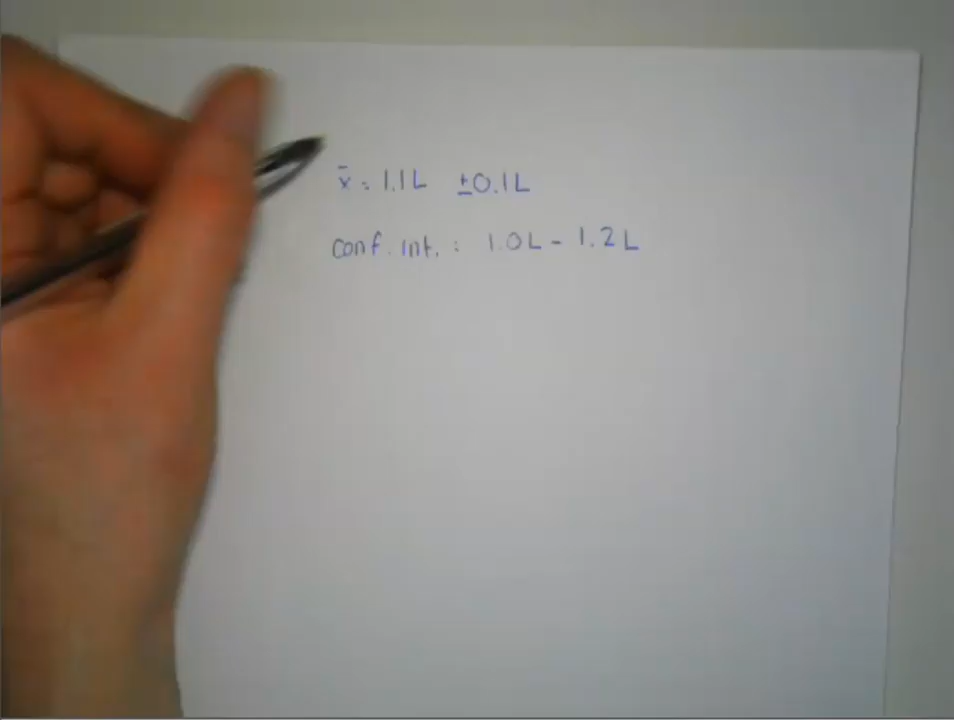 x̄ = 1.1L ±0.1L
conf. int. : 1.0L - 1.2L